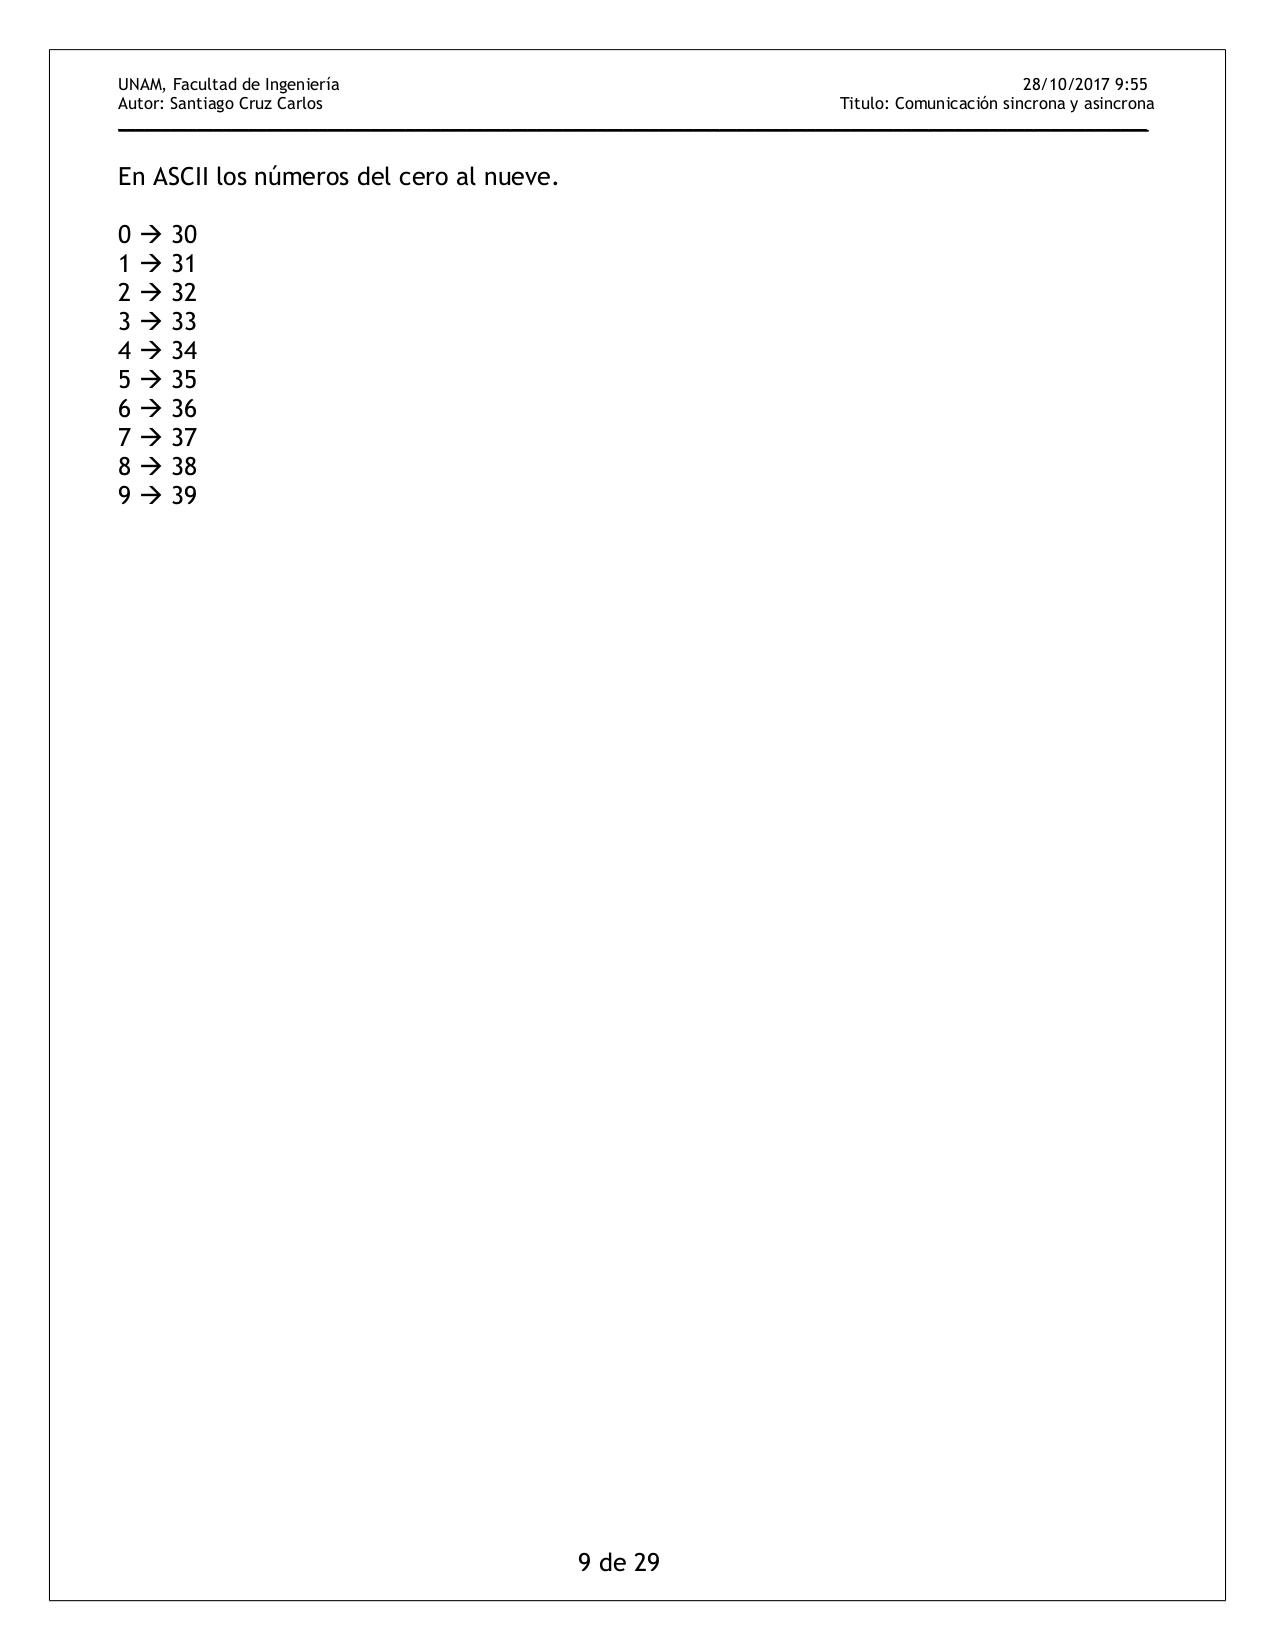 UNAM, Facultad de Ingeniería 28/10/2017 9:55
Autor: Santiago Cruz Carlos Titulo: Comunicación sincrona y asincrona
En ASCII los números del cero al nueve.
0 → 30
1 → 31
2 → 32
3 → 33
4 → 34
5 → 35
6 → 36
7 → 37
8 → 38
9 → 39
9 de 29